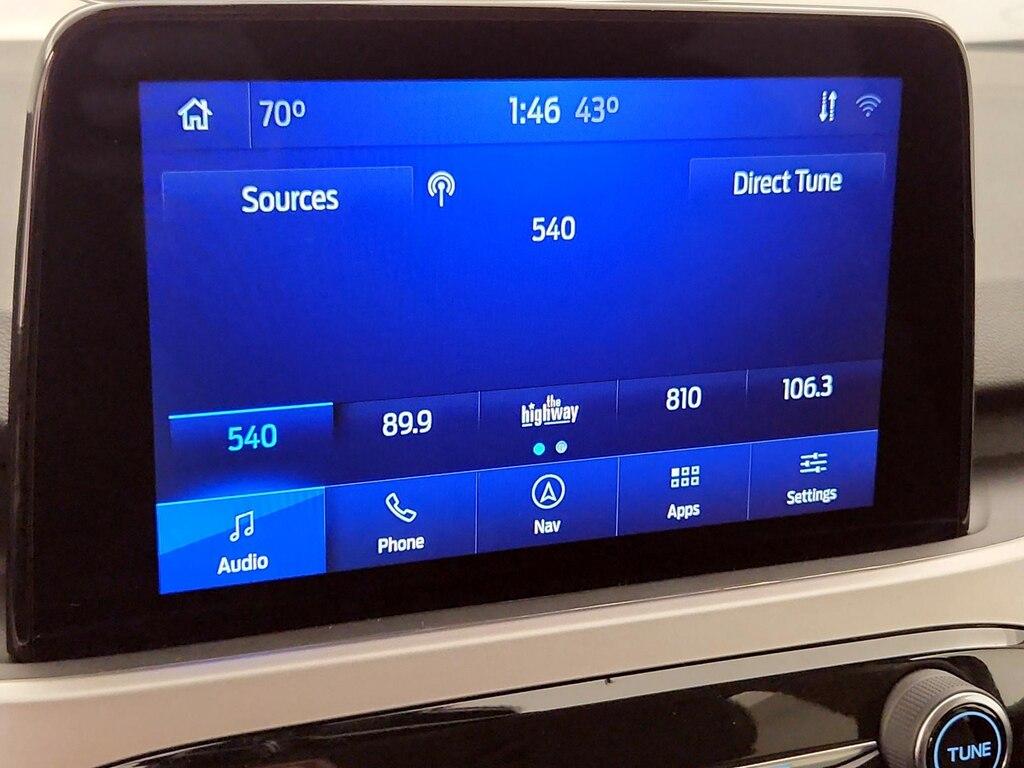 70° 1:46 43°
Sources
Direct Tune
540
540 89.9 the highway 810 106.3
Audio Phone Nav Apps Settings
TUNE